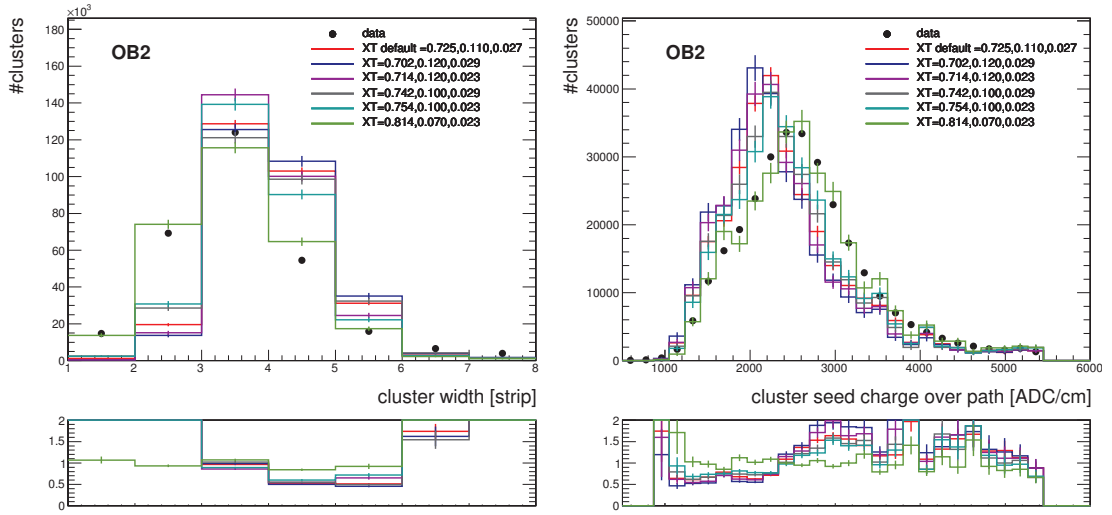 ×10³
#clusters
180
160
140
120
100
80
60
40
20
0
OB2
data
XT default =0.725,0.110,0.027
XT=0.702,0.120,0.029
XT=0.714,0.120,0.023
XT=0.742,0.100,0.029
XT=0.754,0.100,0.023
XT=0.814,0.070,0.023
1 2 3 4 5 6 7 8
cluster width [strip]
2
1.5
1
0.5
0
#clusters
50000
40000
30000
20000
10000
0
OB2
data
XT default =0.725,0.110,0.027
XT=0.702,0.120,0.029
XT=0.714,0.120,0.023
XT=0.742,0.100,0.029
XT=0.754,0.100,0.023
XT=0.814,0.070,0.023
1000 2000 3000 4000 5000 6000
cluster seed charge over path [ADC/cm]
2
1.5
1
0.5
0